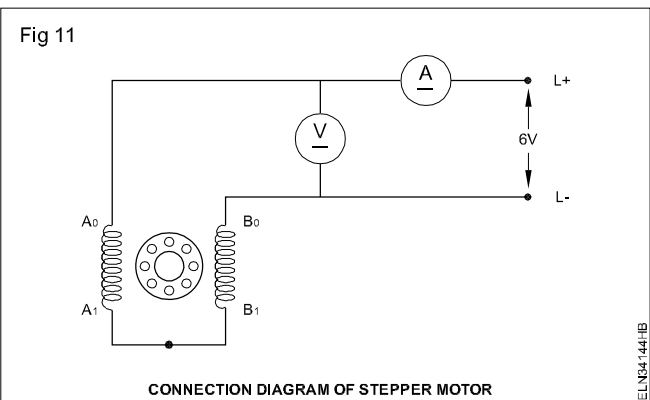 Fig 11
A
L+
V
6V
L-
A0
B0
A1
B1
CONNECTION DIAGRAM OF STEPPER MOTOR
ELN34144HB